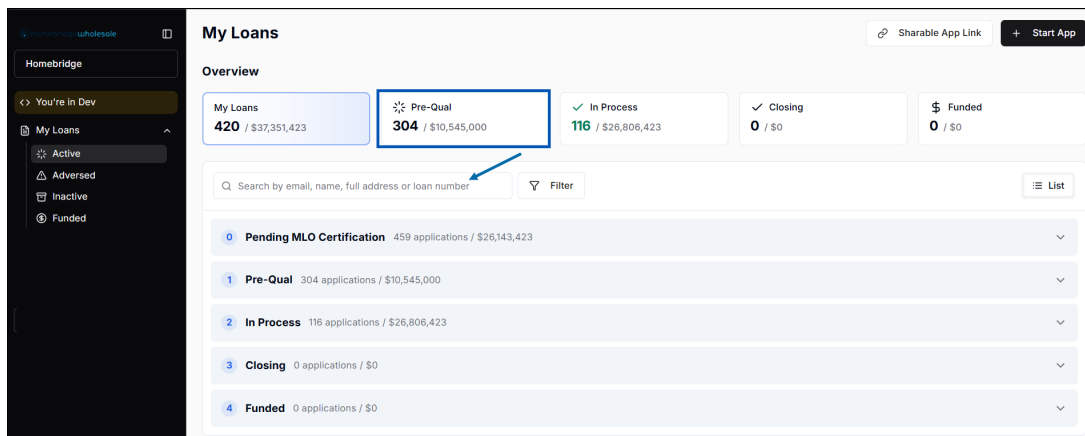 homebridgewholesale
Homebridge
You're in Dev
My Loans
Active
Adversed
Inactive
Funded
My Loans
Sharable App Link
+ Start App
Overview
My Loans
420 / $37,351,423
Pre-Qual
304 / $10,545,000
In Process
116 / $26,806,423
Closing
0 / $0
$ Funded
0 / $0
Search by email, name, full address or loan number
Filter
List
0 Pending MLO Certification 459 applications / $26,143,423
1 Pre-Qual 304 applications / $10,545,000
2 In Process 116 applications / $26,806,423
3 Closing 0 applications / $0
4 Funded 0 applications / $0